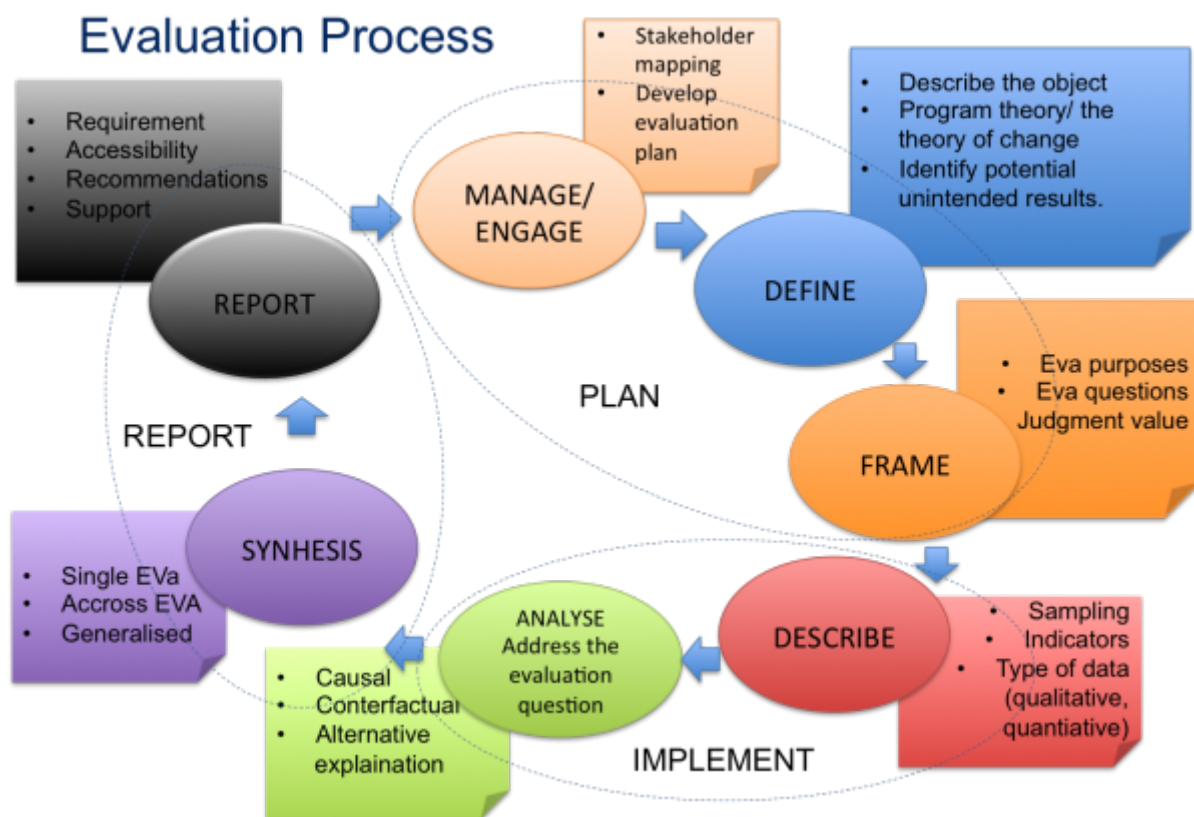 Evaluation Process
• Requirement
• Accessibility
• Recommendations
• Support
REPORT
• Stakeholder
mapping
• Develop
evaluation
plan
MANAGE/
ENGAGE
• Describe the object
• Program theory/ the
theory of change
• Identify potential
unintended results.
DEFINE
• Eva purposes
• Eva questions
Judgment value
FRAME
PLAN
REPORT
SYNHESIS
• Single EVa
• Accross EVA
• Generalised
ANALYSE
Address the
evaluation
question
• Causal
• Conterfactual
• Alternative
explaination
DESCRIBE
• Sampling
• Indicators
• Type of data
(qualitative,
quantiative)
IMPLEMENT